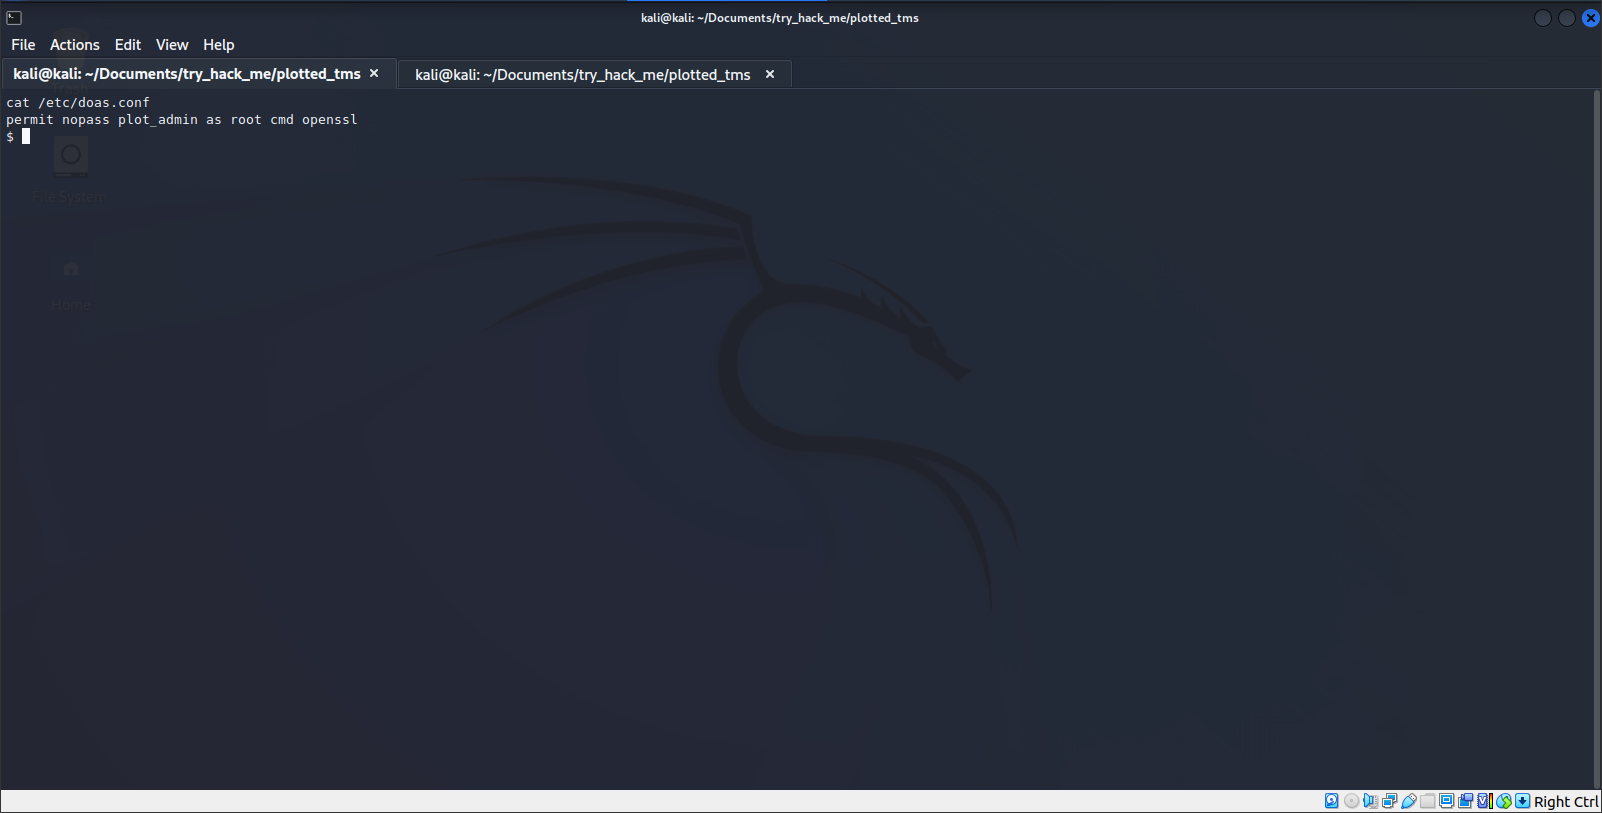 kali@kali: ~/Documents/try_hack_me/plotted_tms
File Actions Edit View Help
kali@kali: ~/Documents/try_hack_me/plotted_tms × kali@kali: ~/Documents/try_hack_me/plotted_tms ×
cat /etc/doas.conf
permit nopass plot_admin as root cmd openssl
$
File System
Home
Right Ctrl